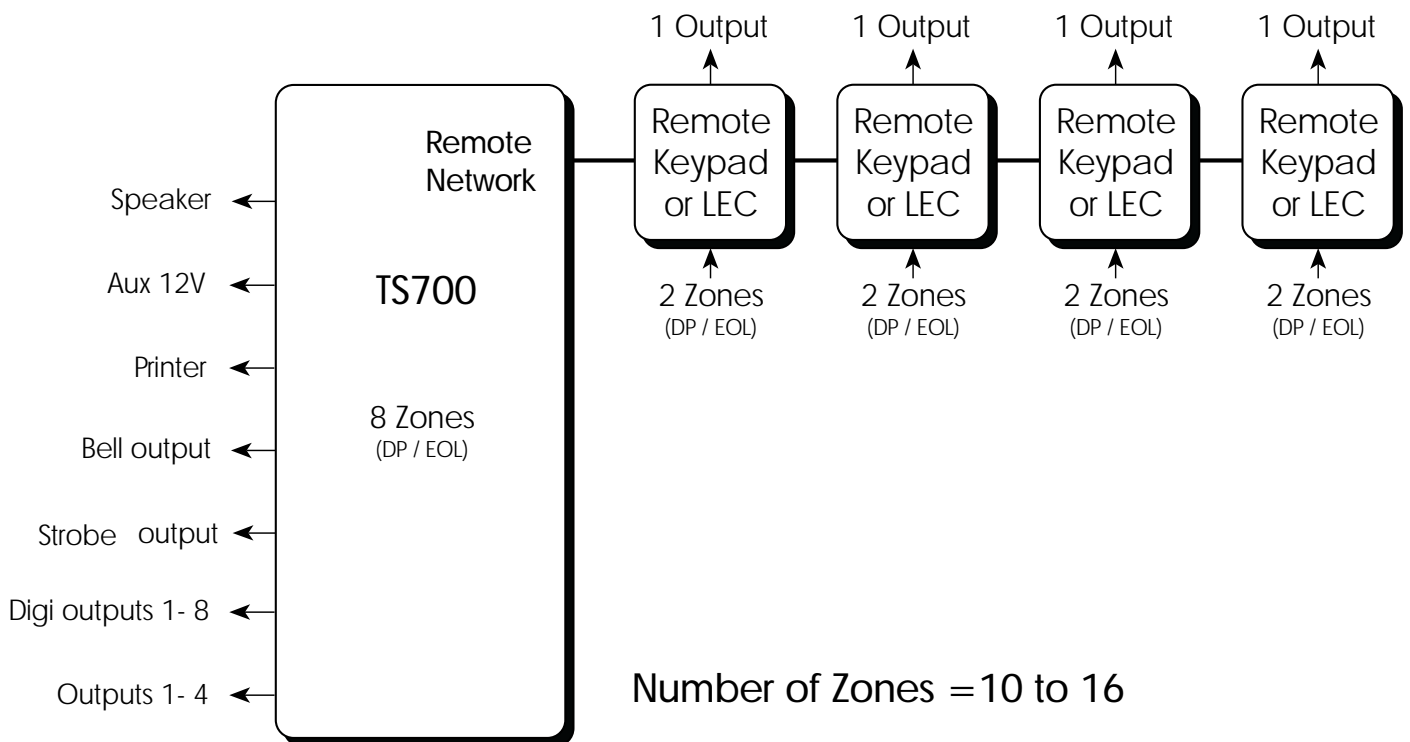 1 Output
1 Output
1 Output
1 Output
Remote
Network
Remote
Keypad
or LEC
Remote
Keypad
or LEC
Remote
Keypad
or LEC
Remote
Keypad
or LEC
2 Zones
(DP / EOL)
2 Zones
(DP / EOL)
2 Zones
(DP / EOL)
2 Zones
(DP / EOL)
Speaker
Aux 12V
Printer
Bell output
Strobe output
Digi outputs 1- 8
Outputs 1- 4
TS700
8 Zones
(DP / EOL)
Number of Zones =10 to 16